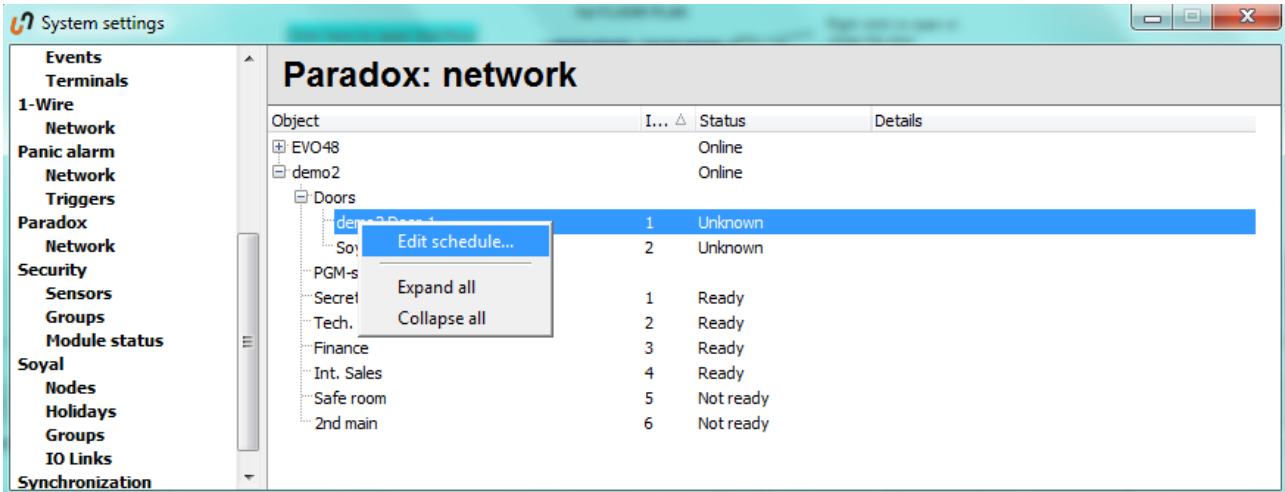 System settings
Events
Terminals
1-Wire
Network
Panic alarm
Network
Triggers
Paradox
Network
Security
Sensors
Groups
Module status
Soyal
Nodes
Holidays
Groups
IO Links
Synchronization
Paradox: network
Object I... Status Details
EVO48 Online
demo2 Online
Doors
1 Unknown
2 Unknown
Edit schedule...
Expand all
Collapse all
PGM-s
Secret 1 Ready
Tech. 2 Ready
Finance 3 Ready
Int. Sales 4 Ready
Safe room 5 Not ready
2nd main 6 Not ready